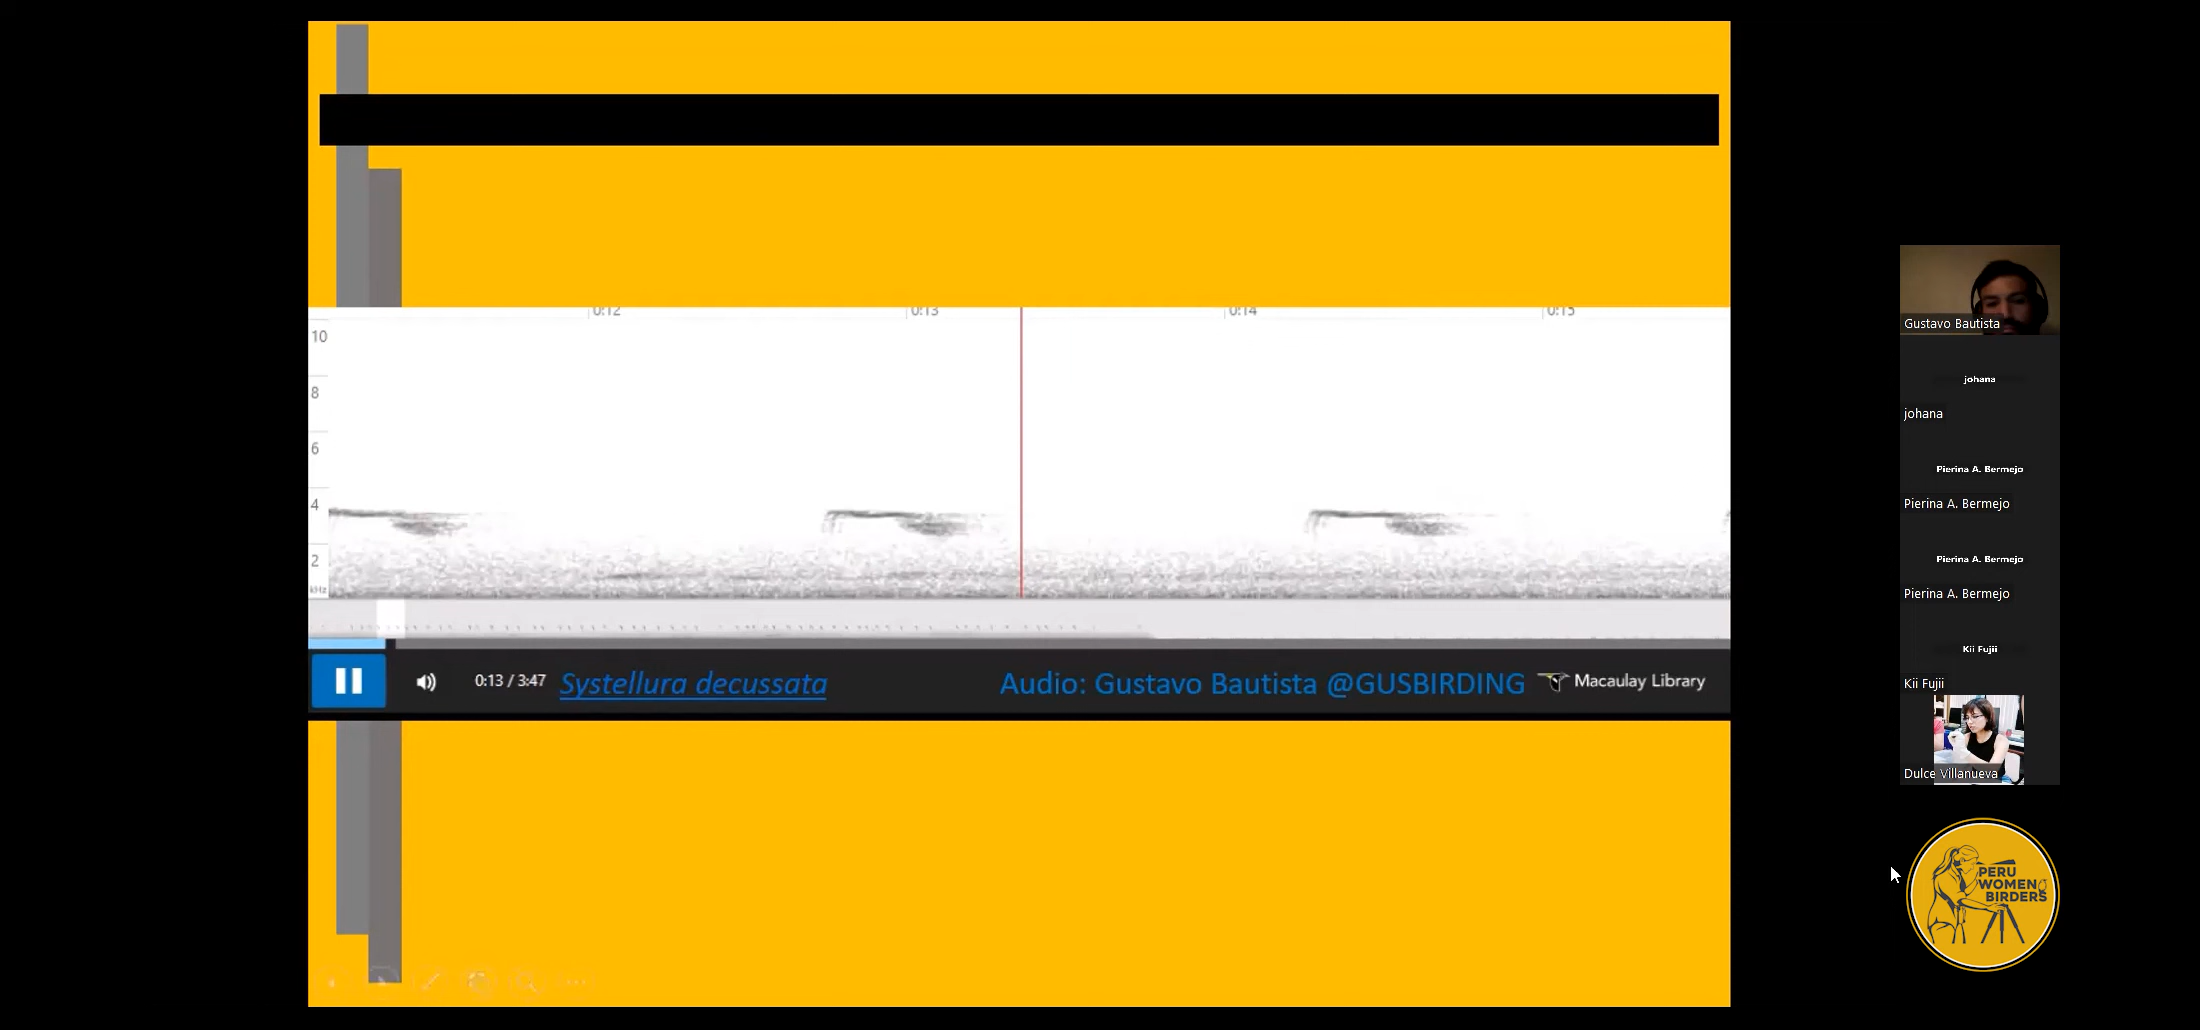 0:12 0:13 0:14 0:15
10
8
6
4
2
kHz
0:13 / 3:47 Systellura decussata Audio: Gustavo Bautista @GUSBIRDING Macaulay Library
Gustavo Bautista
johana
johana
Pierina A. Bermejo
Pierina A. Bermejo
Pierina A. Bermejo
Pierina A. Bermejo
Kii Fujii
Kii Fujii
Dulce Villanueva
PERU
WOMEN
BIRDERS